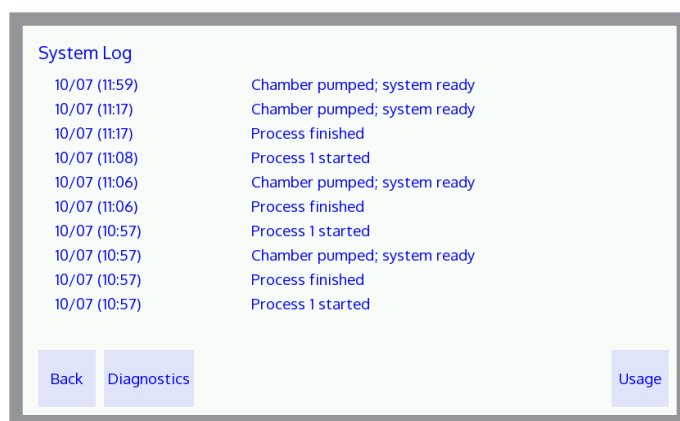 System Log
10/07 (11:59) Chamber pumped; system ready
10/07 (11:17) Chamber pumped; system ready
10/07 (11:17) Process finished
10/07 (11:08) Process 1 started
10/07 (11:06) Chamber pumped; system ready
10/07 (11:06) Process finished
10/07 (10:57) Process 1 started
10/07 (10:57) Chamber pumped; system ready
10/07 (10:57) Process finished
10/07 (10:57) Process 1 started
Back Diagnostics Usage